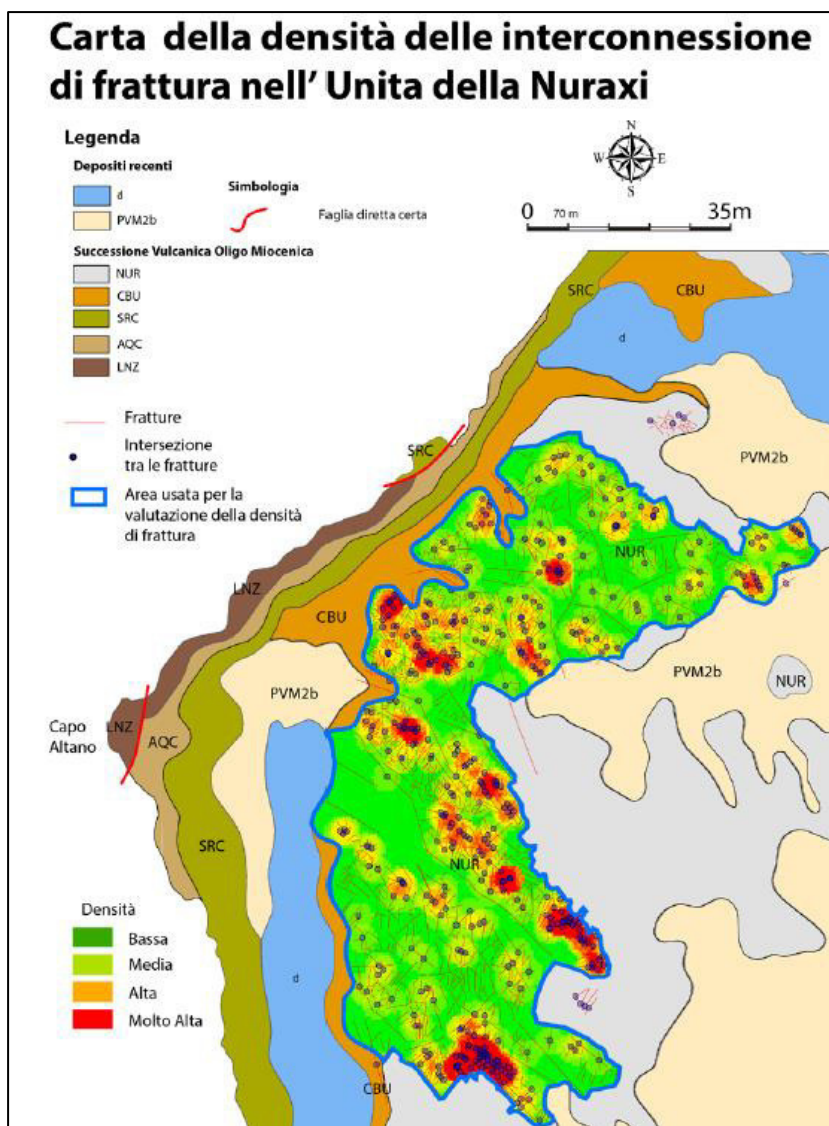 Carta della densità delle interconnessione
di frattura nell' Unita della Nuraxi
Legenda
Depositi recenti
d
PVM2b
Simbologia
Faglia diretta certa
N
W
E
S
0
70 m
35m
Successione Vulcanica Oligo Miocenica
NUR
CBU
SRC
AQC
LNZ
Fratture
Intersezione
tra le fratture
Area usata per la
valutazione della densità
di frattura
SRC
CBU
d
SRC
PVM2b
NUR
LNZ
CBU
PVM2b
PVM2b
NUR
Capo
Altano
LNZ
AQC
SRC
NUR
d
CBU
Densità
Bassa
Media
Alta
Molto Alta